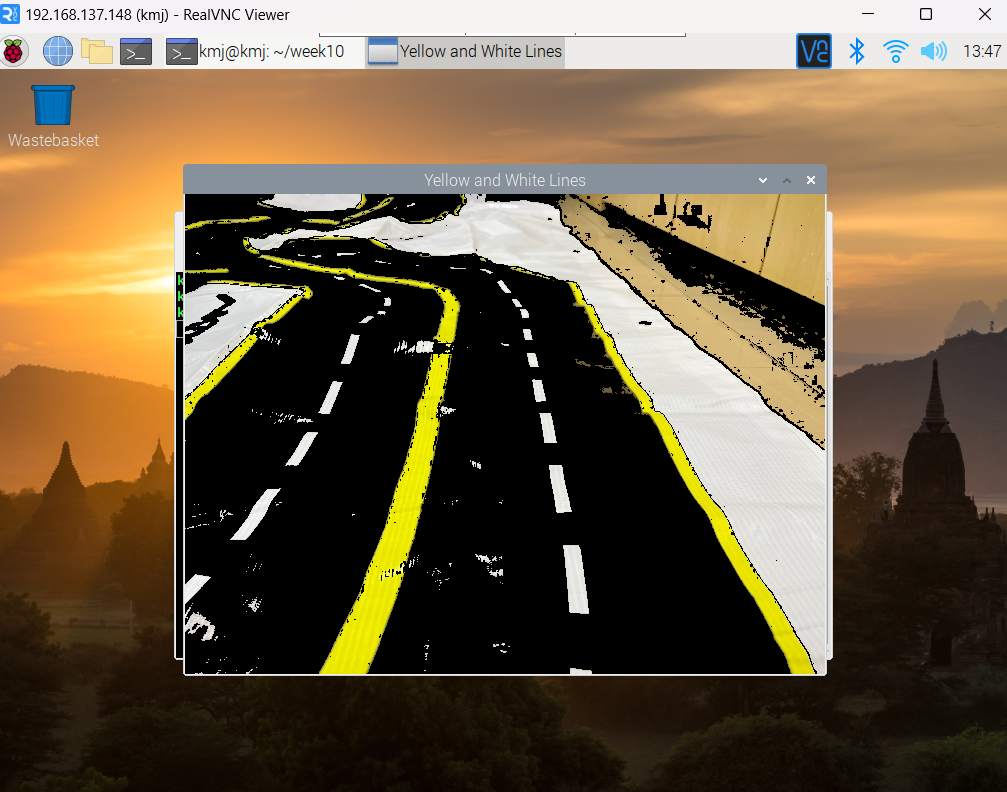 192.168.137.148 (kmj) - RealVNC Viewer
kmj@kmj: ~/week10
Yellow and White Lines
13:47
Wastebasket
Yellow and White Lines
k
k
k